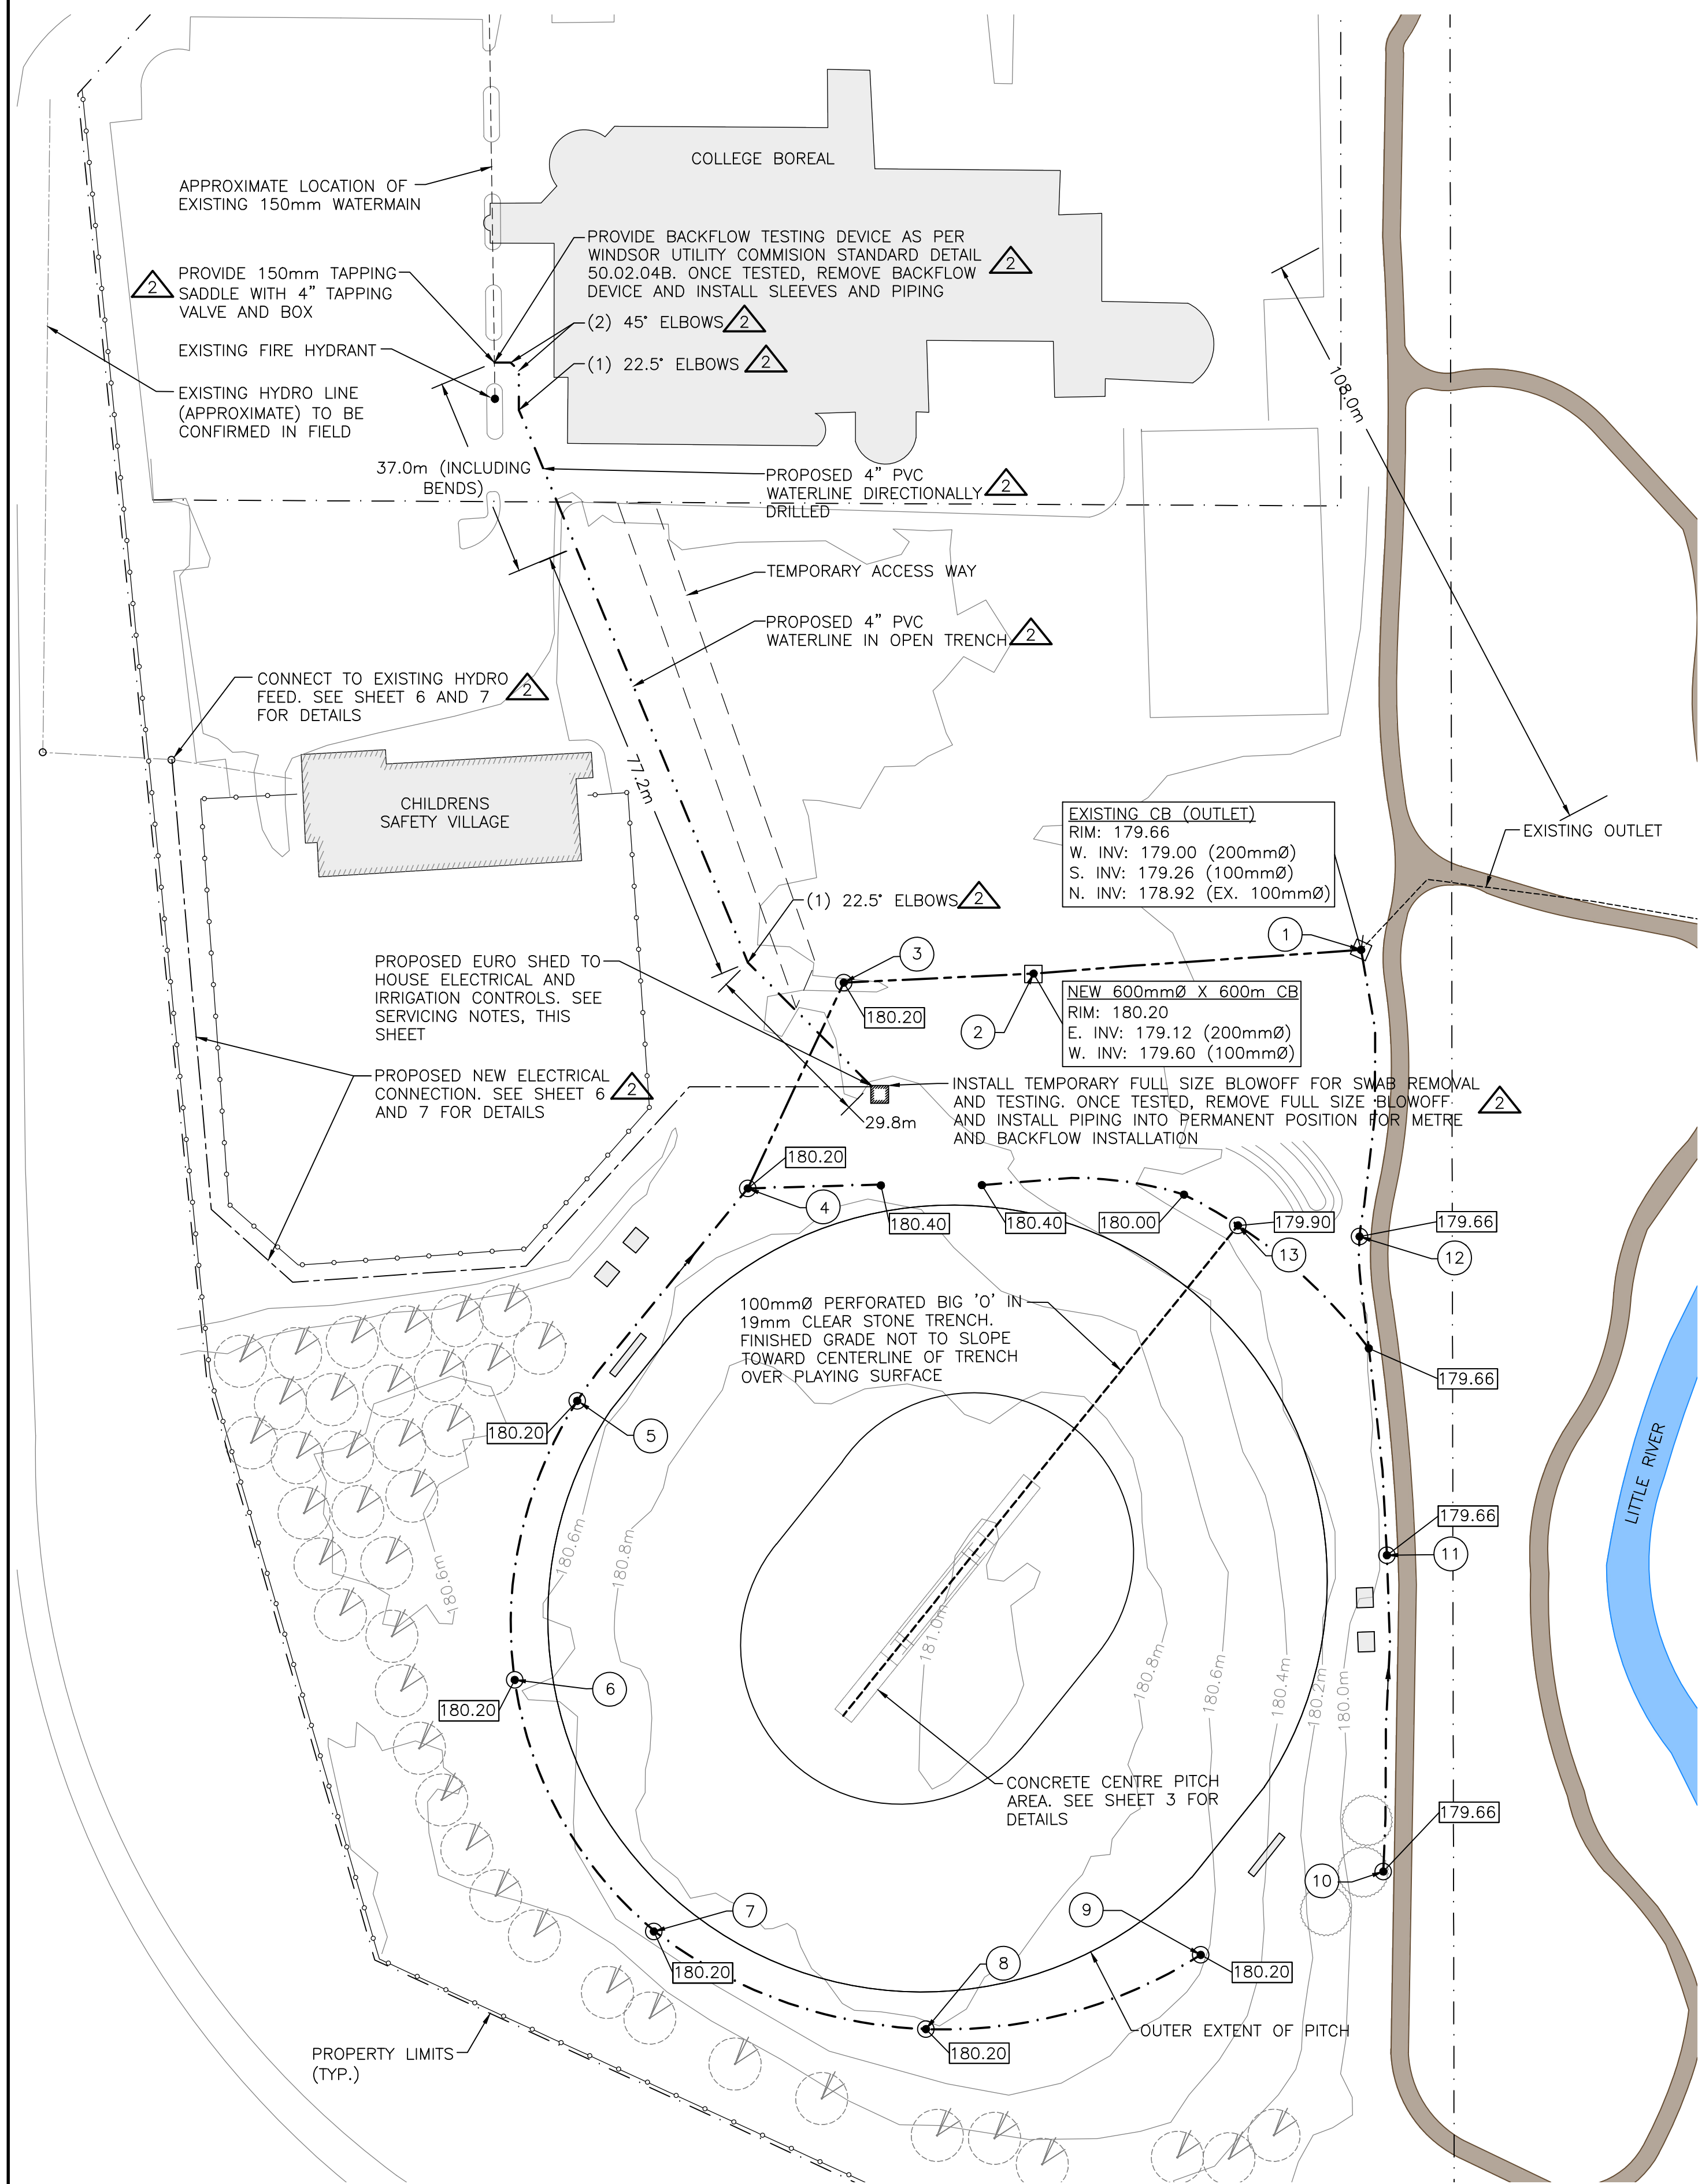 COLLEGE BOREAL
APPROXIMATE LOCATION OF
EXISTING 150mm WATERMAIN
PROVIDE BACKFLOW TESTING DEVICE AS PER
WINDSOR UTILITY COMMISION STANDARD DETAIL
50.02.04B. ONCE TESTED, REMOVE BACKFLOW
DEVICE AND INSTALL SLEEVES AND PIPING
2
2
PROVIDE 150mm TAPPING
SADDLE WITH 4" TAPPING
VALVE AND BOX
(2) 45° ELBOWS
2
EXISTING FIRE HYDRANT
(1) 22.5° ELBOWS
2
EXISTING HYDRO LINE
(APPROXIMATE) TO BE
CONFIRMED IN FIELD
108.0m
37.0m (INCLUDING
BENDS)
PROPOSED 4" PVC
WATERLINE DIRECTIONALLY
DRILLED
2
TEMPORARY ACCESS WAY
PROPOSED 4" PVC
WATERLINE IN OPEN TRENCH
2
CONNECT TO EXISTING HYDRO
FEED. SEE SHEET 6 AND 7
FOR DETAILS
2
77.2m
CHILDRENS
SAFETY VILLAGE
EXISTING CB (OUTLET)
RIM: 179.66
W. INV: 179.00 (200mmØ)
S. INV: 179.26 (100mmØ)
N. INV: 178.92 (EX. 100mmØ)
EXISTING OUTLET
(1) 22.5° ELBOWS
2
1
3
PROPOSED EURO SHED TO
HOUSE ELECTRICAL AND
IRRIGATION CONTROLS. SEE
SERVICING NOTES, THIS
SHEET
180.20
2
NEW 600mmØ X 600m CB
RIM: 180.20
E. INV: 179.12 (200mmØ)
W. INV: 179.60 (100mmØ)
PROPOSED NEW ELECTRICAL
CONNECTION. SEE SHEET 6
AND 7 FOR DETAILS
2
INSTALL TEMPORARY FULL SIZE BLOWOFF FOR SWAB REMOVAL
AND TESTING. ONCE TESTED, REMOVE FULL SIZE BLOWOFF
AND INSTALL PIPING INTO PERMANENT POSITION FOR METRE
AND BACKFLOW INSTALLATION
2
29.8m
180.20
4
180.40
180.40
180.00
179.90
13
179.66
12
100mmØ PERFORATED BIG 'O' IN
19mm CLEAR STONE TRENCH.
FINISHED GRADE NOT TO SLOPE
TOWARD CENTERLINE OF TRENCH
OVER PLAYING SURFACE
179.66
180.20
5
LITTLE RIVER
179.66
11
180.6m
180.8m
180.6m
181.0m
180.8m
180.6m
180.4m
180.2m
180.0m
6
180.20
CONCRETE CENTRE PITCH
AREA. SEE SHEET 3 FOR
DETAILS
179.66
10
7
9
180.20
8
180.20
OUTER EXTENT OF PITCH
180.20
PROPERTY LIMITS
(TYP.)